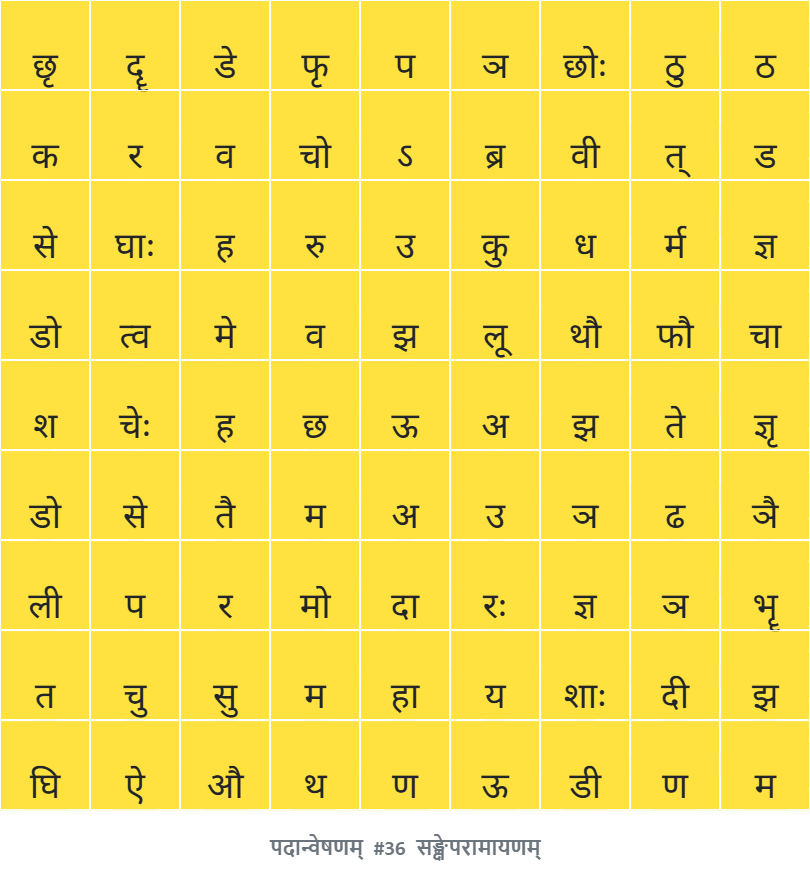 छृ दॄ डे फृ प ञ छोः ठु ठ
क र व चो ऽ ब्र वी त् ड
से घाः ह रु उ कु ध र्म ज्ञ
डो त्व मे व झ लू थौ फौ चा
श चेः ह छ ऊ अ झ ते ज्ञृ
डो से तै म अ उ ञ ढ ञै
ली प र मो दा रः ज्ञ ञ भॄ
त चु सु म हा य शाः दी झ
घि ऐ औ थ ण ऊ डी ण म
पदान्वेषणम् #36 सङ्क्षेपरामायणम्